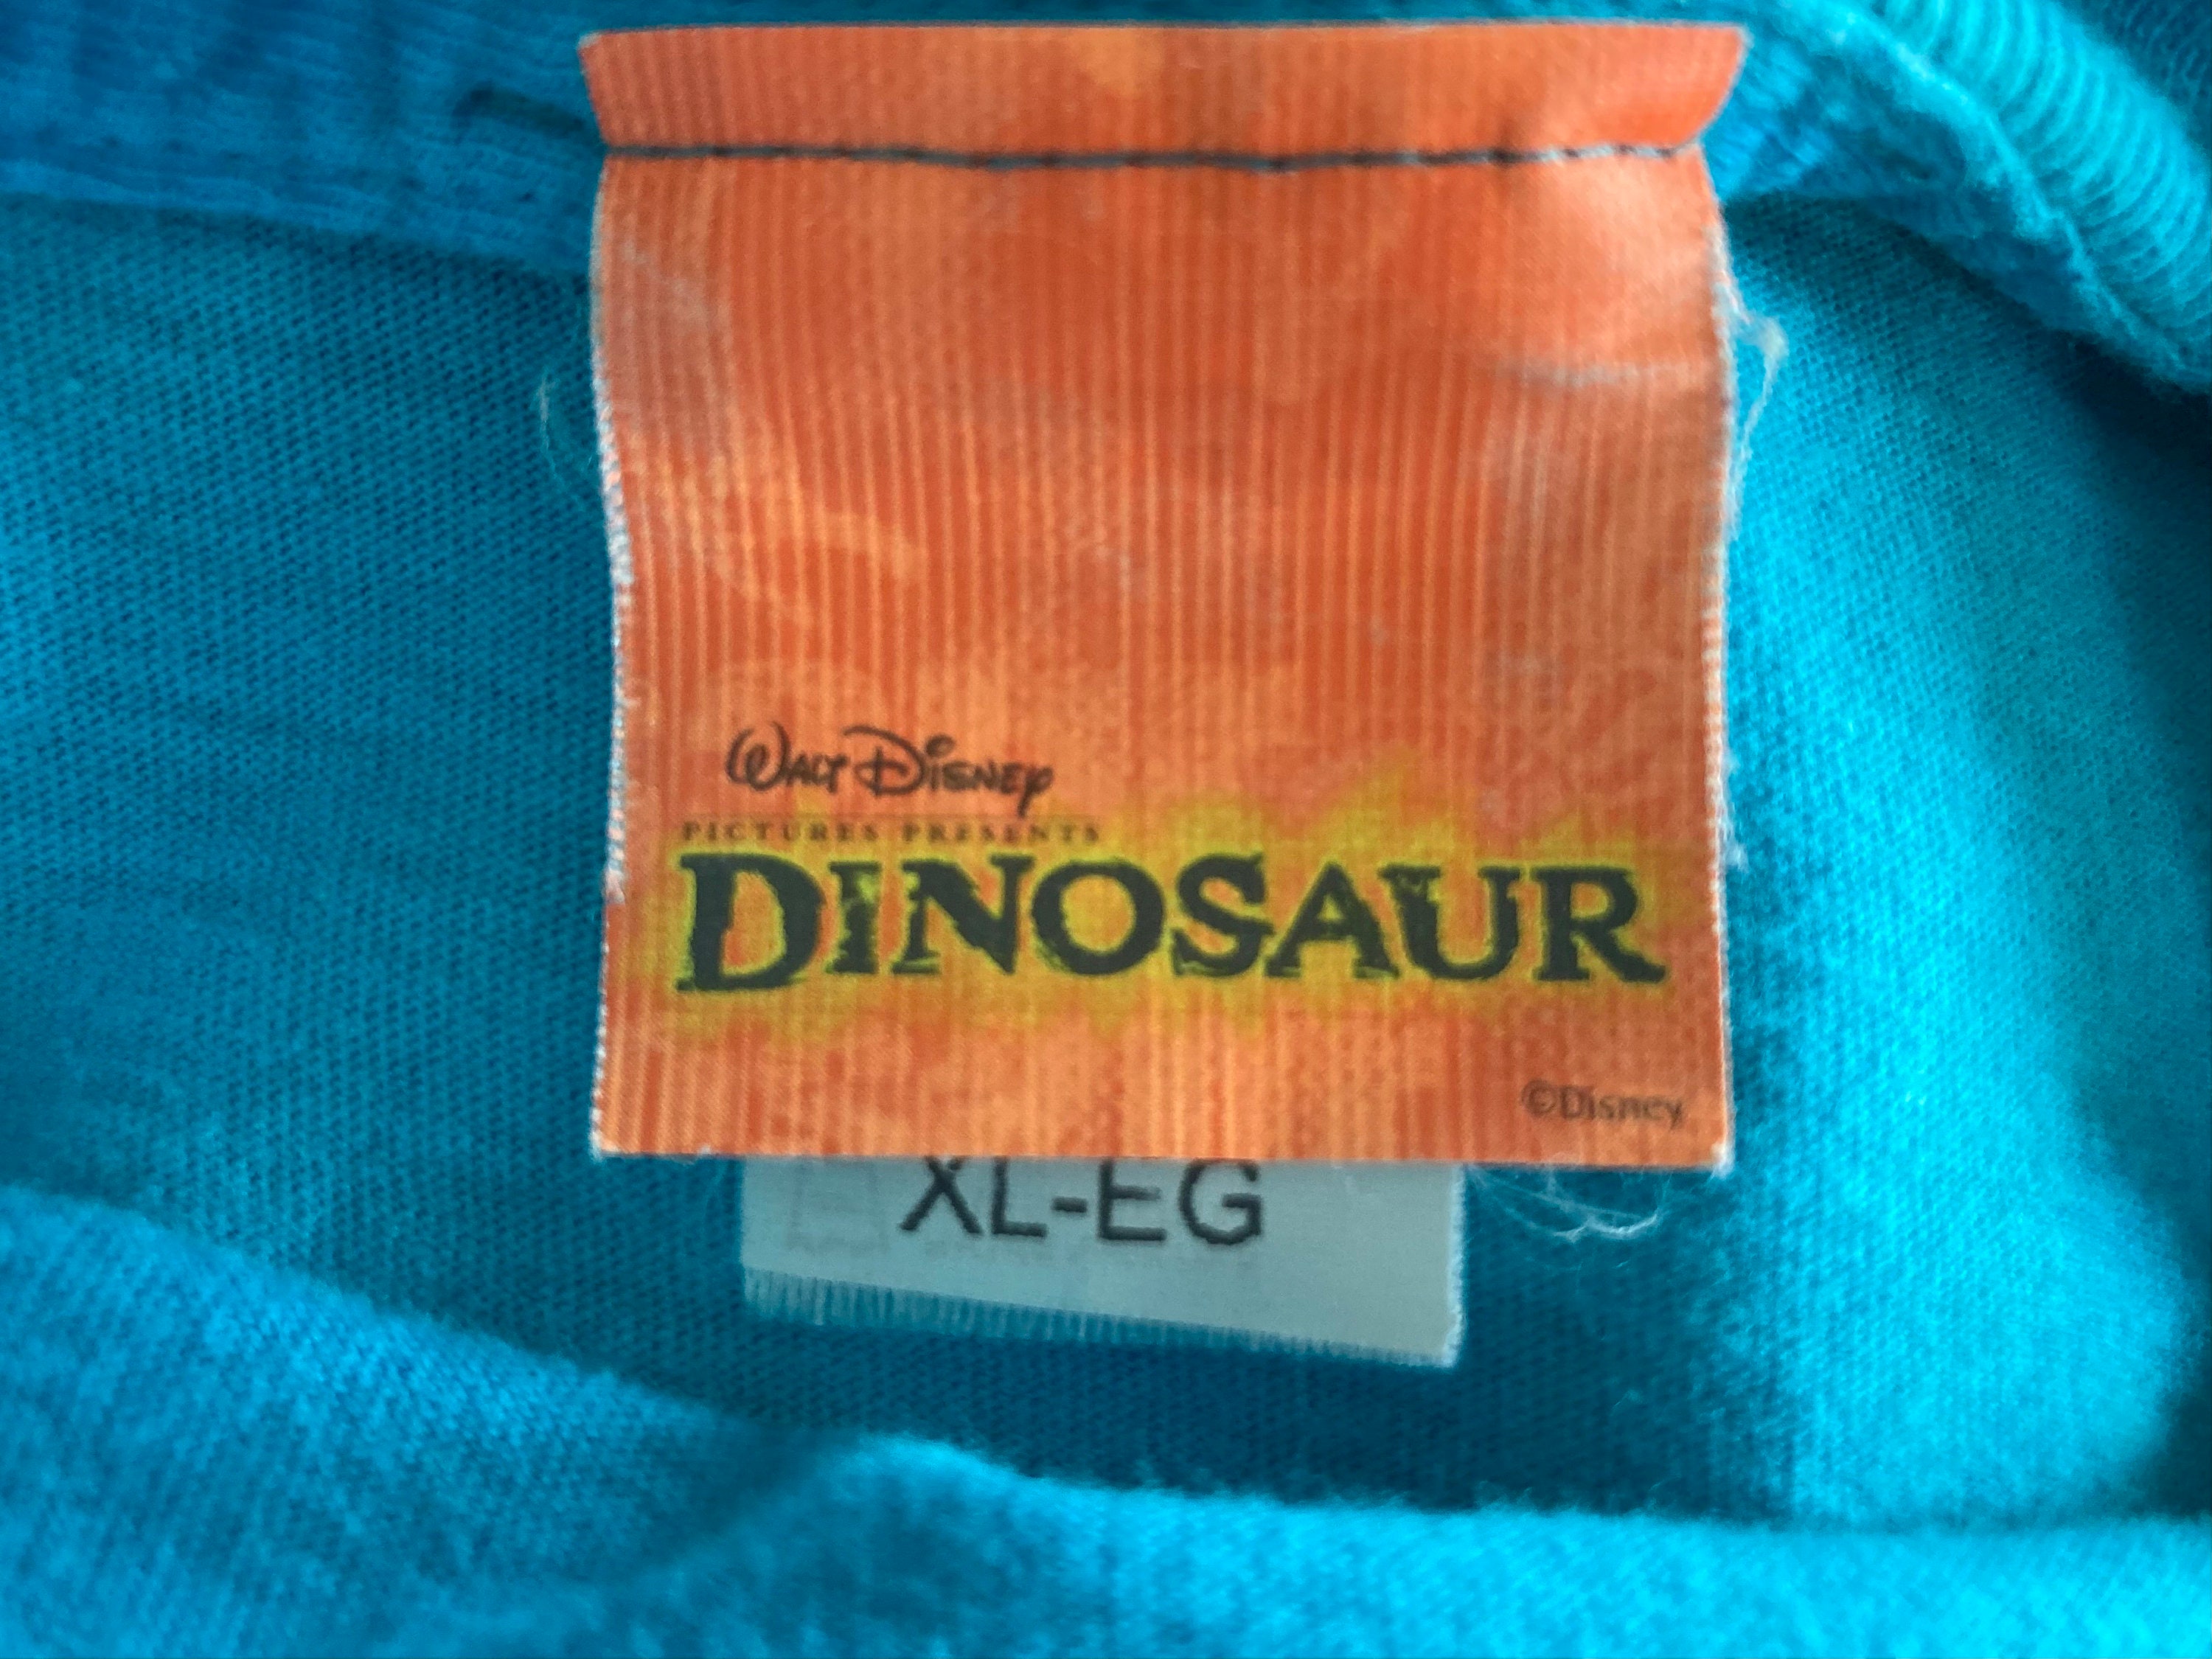 WALT DISNEY
PICTURES PRESENTS
DINOSAUR
©Disney
XL-EG